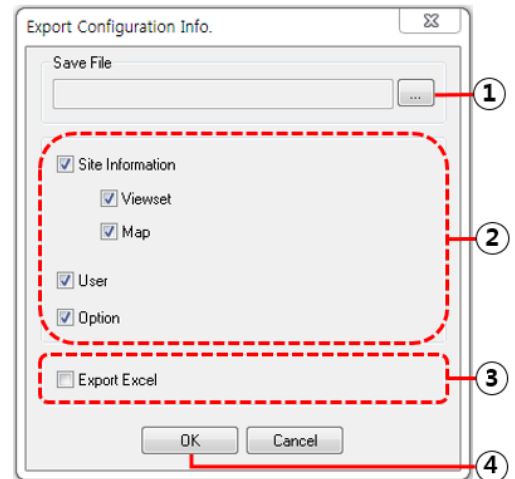 Export Configuration Info.
Save File
...
①
Site Information
Viewset
Map
②
User
Option
Export Excel
③
OK Cancel
④